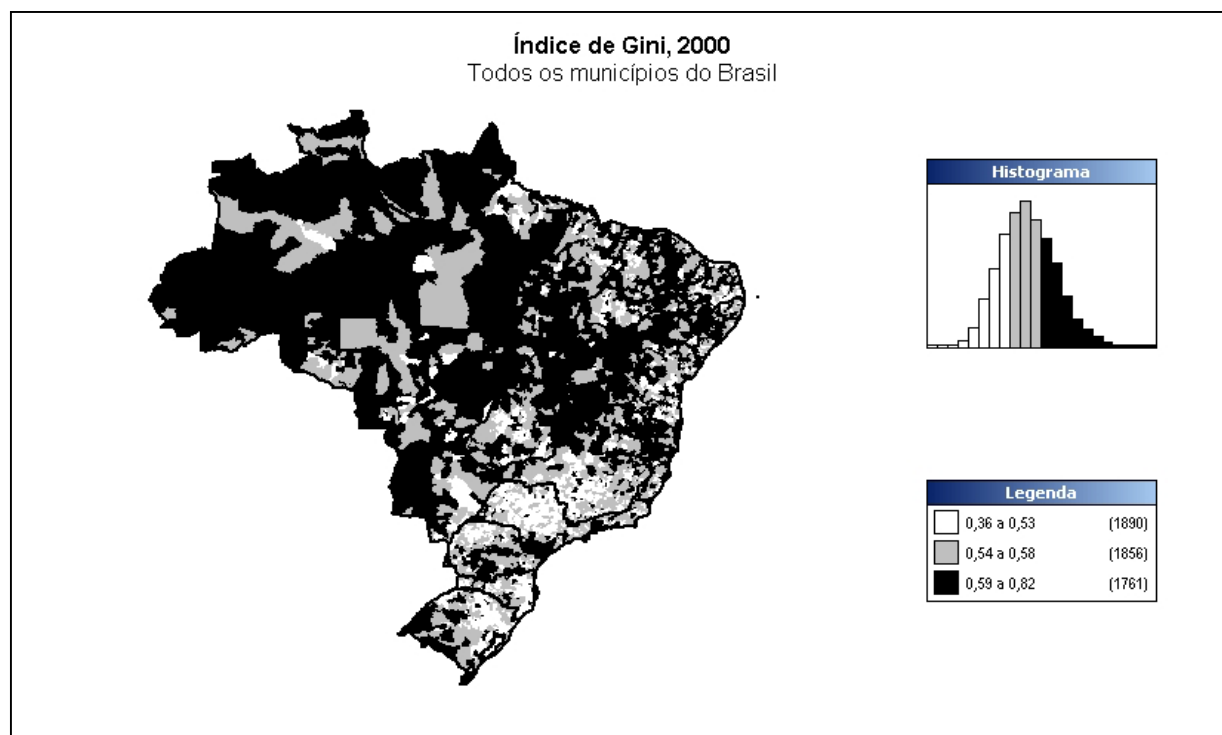 Índice de Gini, 2000
Todos os municípios do Brasil
Histograma
Legenda
0,36 a 0,53 (1890)
0,54 a 0,58 (1856)
0,59 a 0,82 (1761)